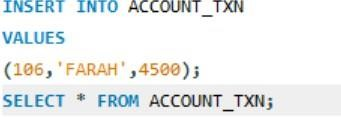 INSERT INTO ACCOUNT_TXN
VALUES
(106,'FARAH',4500);
SELECT * FROM ACCOUNT_TXN;